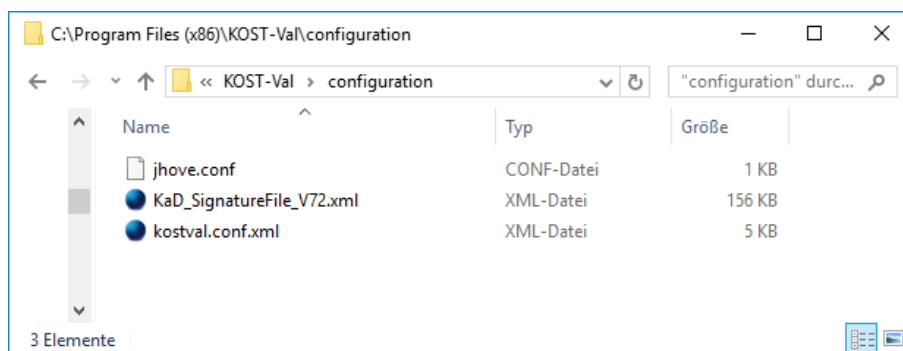 C:\Program Files (x86)\KOST-Val\configuration
« KOST-Val > configuration "configuration" durc...
Name Typ Größe
jhove.conf CONF-Datei 1 KB
KaD_SignatureFile_V72.xml XML-Datei 156 KB
kostval.conf.xml XML-Datei 5 KB
3 Elemente